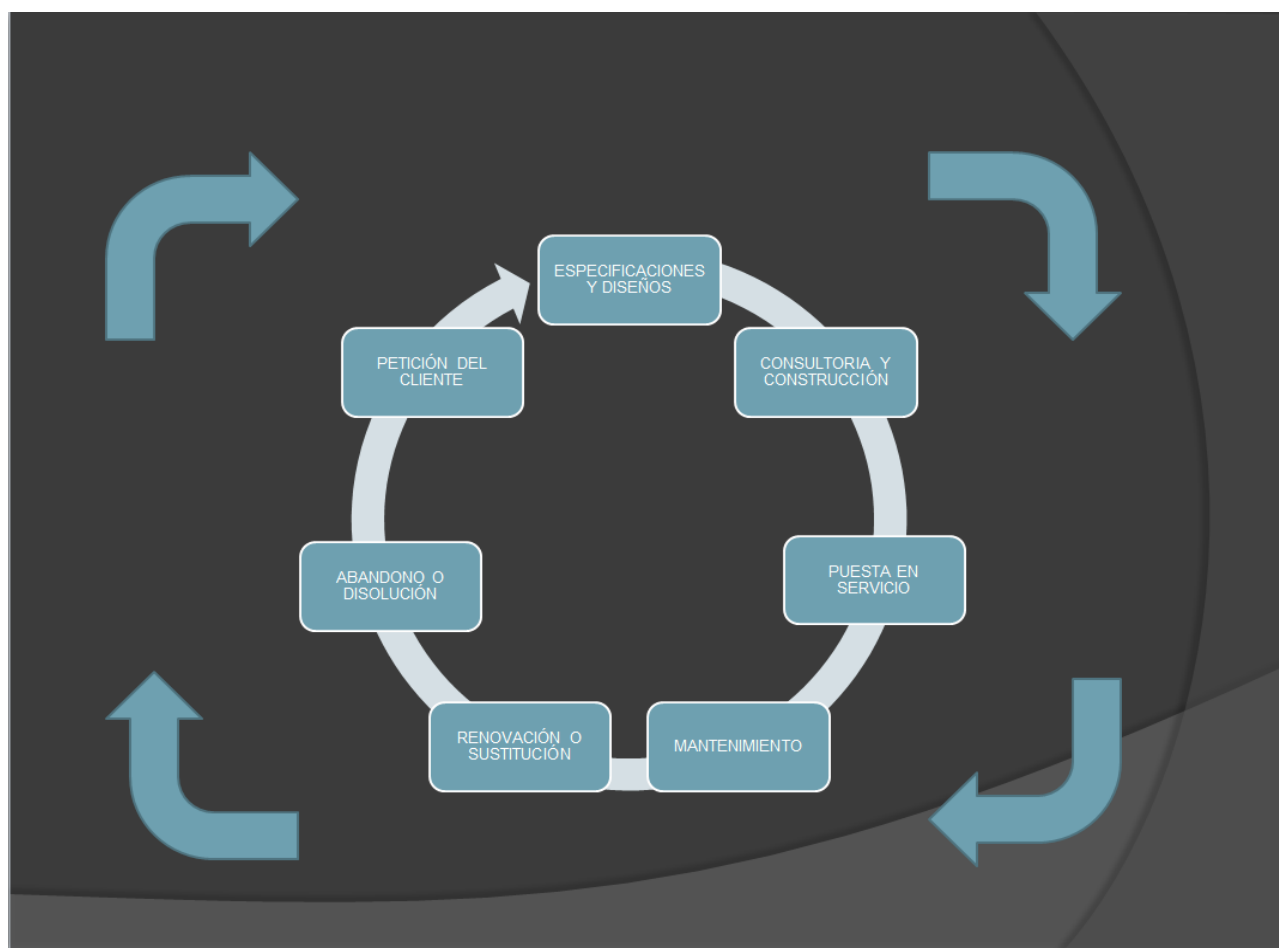 ESPECIFICACIONES
Y DISEÑOS
CONSULTORIA Y
CONSTRUCCIÓN
PUESTA EN
SERVICIO
MANTENIMIENTO
RENOVACIÓN O
SUSTITUCIÓN
ABANDONO O
DISOLUCIÓN
PETICIÓN DEL
CLIENTE